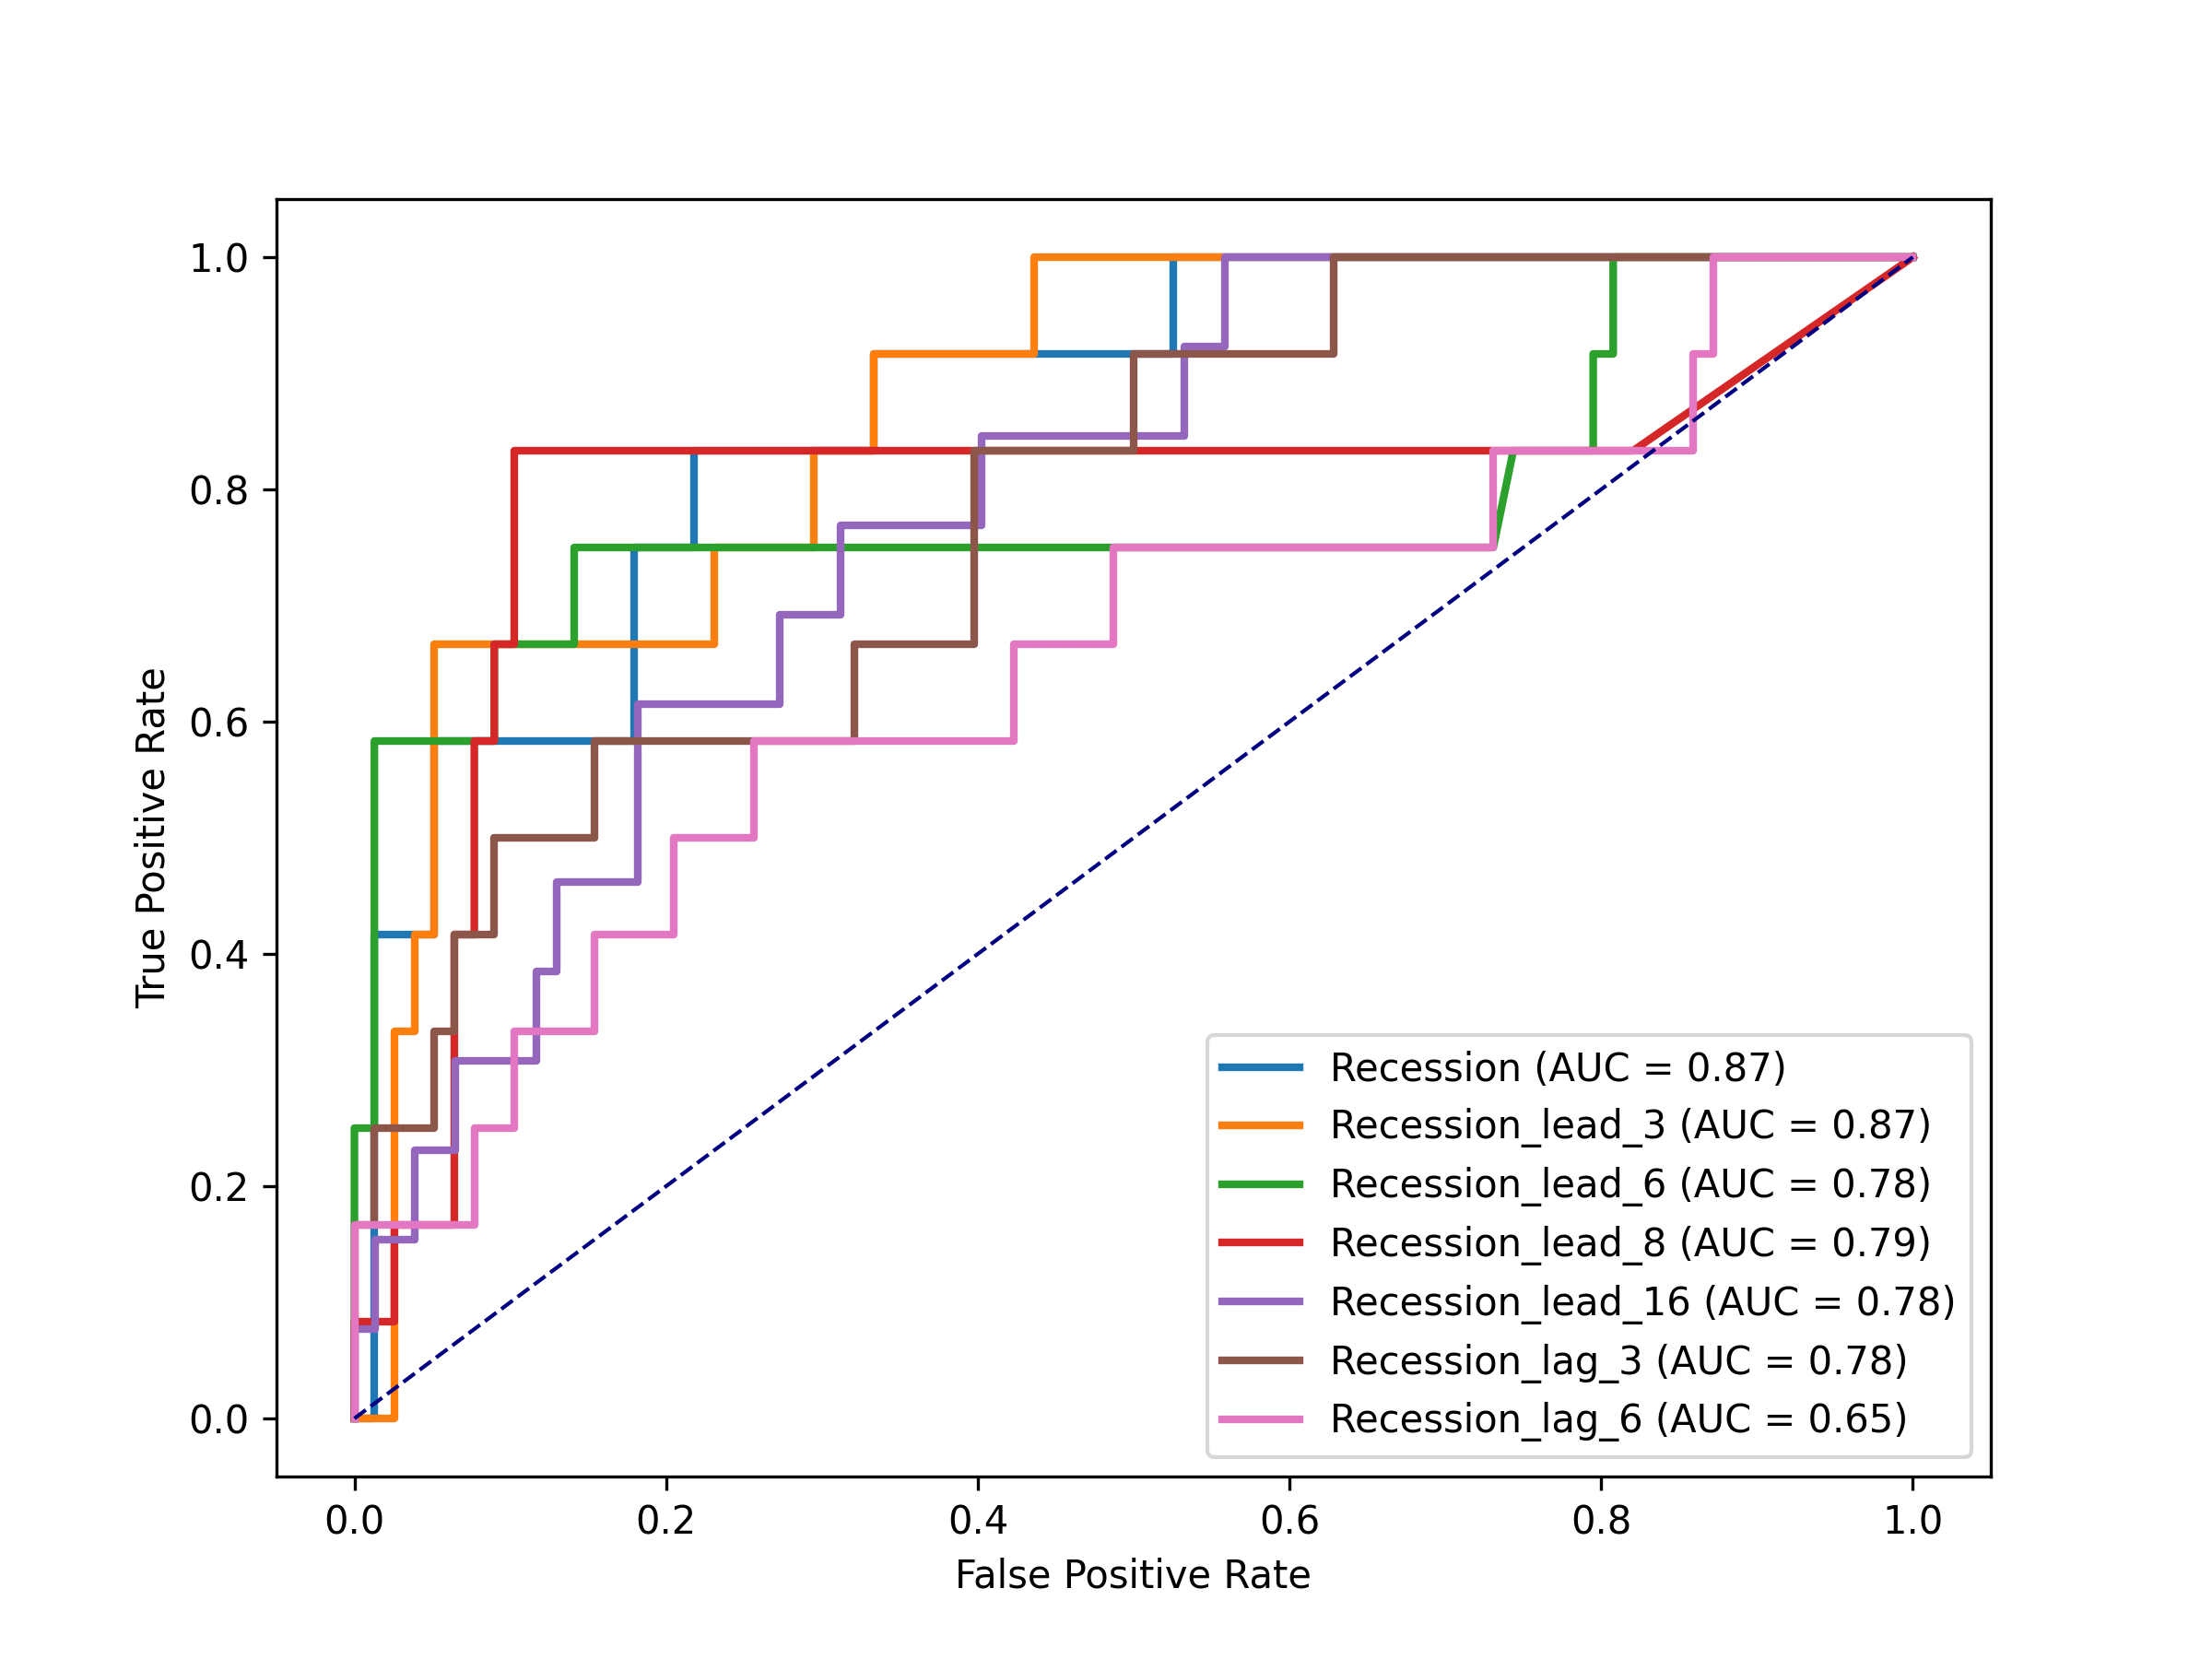 1.0
0.8
0.6
0.4
0.2
0.0
True Positive Rate
Recession (AUC = 0.87)
Recession_lead_3 (AUC = 0.87)
Recession_lead_6 (AUC = 0.78)
Recession_lead_8 (AUC = 0.79)
Recession_lead_16 (AUC = 0.78)
Recession_lag_3 (AUC = 0.78)
Recession_lag_6 (AUC = 0.65)
0.0 0.2 0.4 0.6 0.8 1.0
False Positive Rate